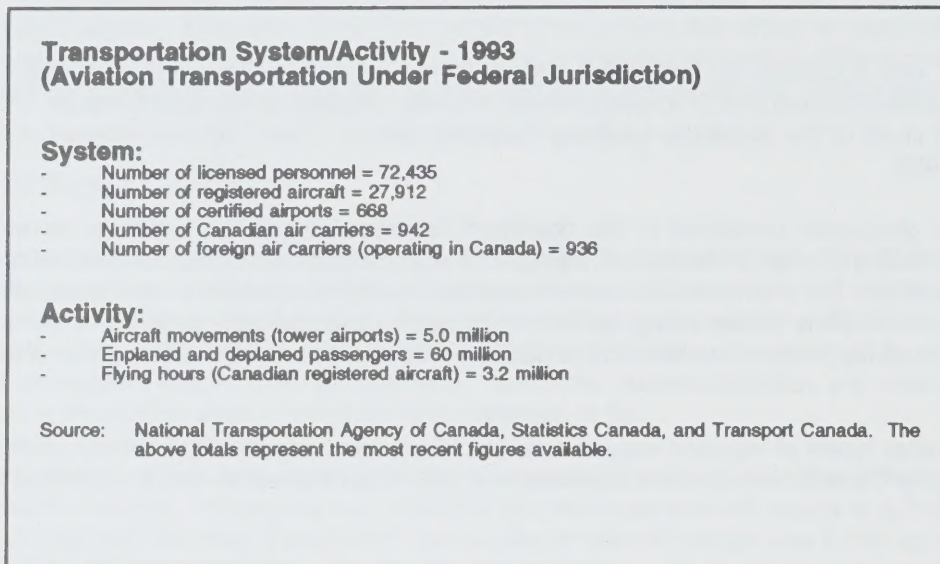 Transportation System/Activity - 1993
(Aviation Transportation Under Federal Jurisdiction)
System:
- Number of licensed personnel = 72,435
- Number of registered aircraft = 27,912
- Number of certified airports = 668
- Number of Canadian air carriers = 942
- Number of foreign air carriers (operating in Canada) = 936
Activity:
- Aircraft movements (tower airports) = 5.0 million
- Enplaned and deplaned passengers = 60 million
- Flying hours (Canadian registered aircraft) = 3.2 million
Source: National Transportation Agency of Canada, Statistics Canada, and Transport Canada. The
above totals represent the most recent figures available.